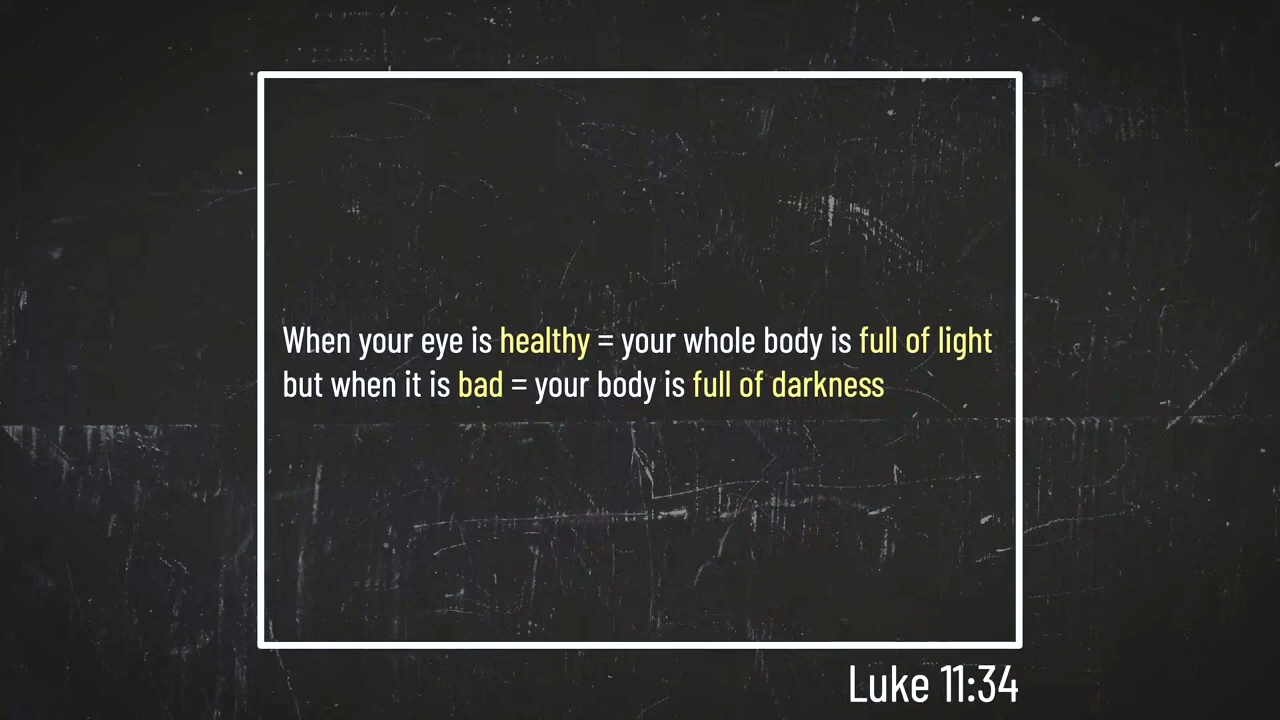 When your eye is healthy = your whole body is full of light
but when it is bad = your body is full of darkness
Luke 11:34